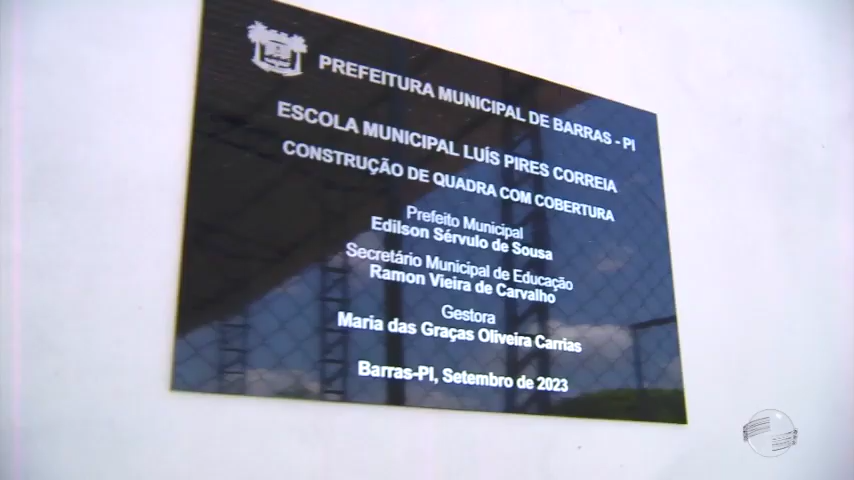 PREFEITURA MUNICIPAL DE BARRAS - PI
ESCOLA MUNICIPAL LUÍS PIRES CORREIA
CONSTRUÇÃO DE QUADRA COM COBERTURA
Prefeito Municipal
Edilson Sérvulo de Sousa
Secretário Municipal de Educação
Ramon Vieira de Carvalho
Gestora
Maria das Graças Oliveira Carrias
Barras-PI, Setembro de 2023